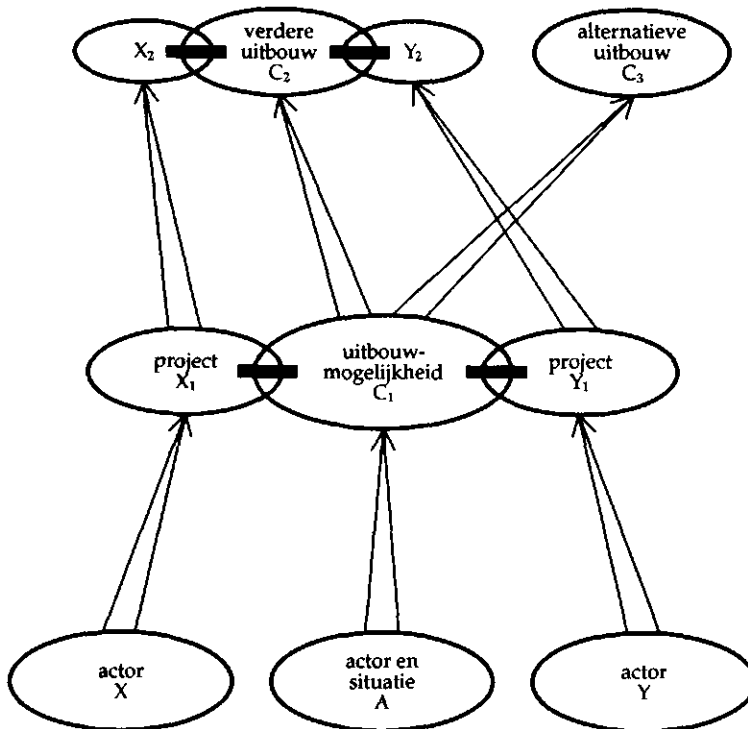 X₂
verdere
uitbouw
C₂
Y₂
alternatieve
uitbouw
C₃
project
X₁
uitbouw-
mogelijkheid
C₁
project
Y₁
actor
X
actor en
situatie
A
actor
Y